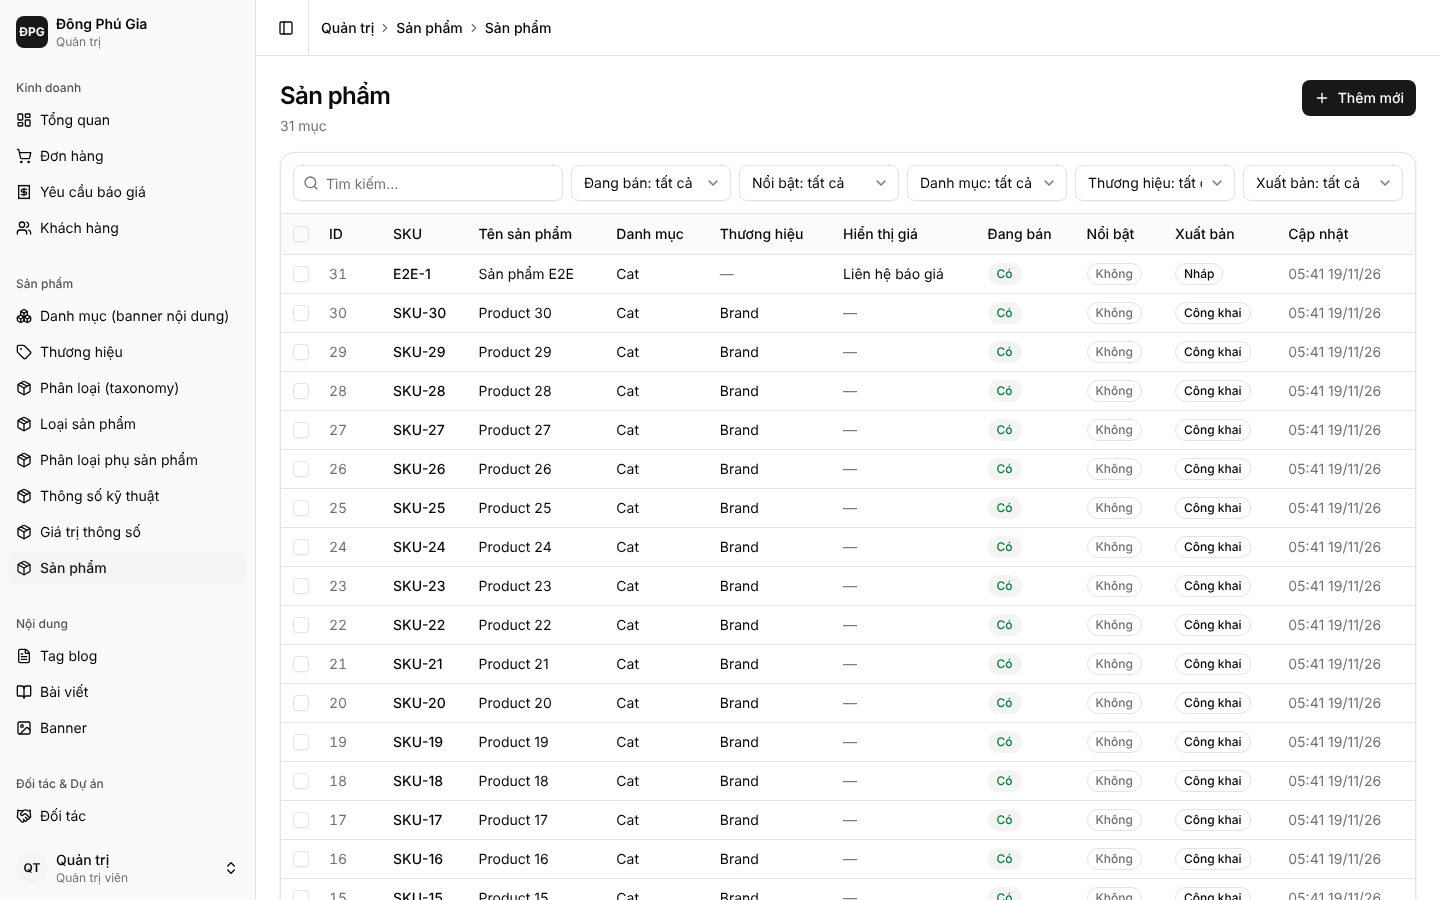 ĐPG
Đông Phú Gia
Quản trị
Kinh doanh
Tổng quan
Đơn hàng
Yêu cầu báo giá
Khách hàng
Sản phẩm
Danh mục (banner nội dung)
Thương hiệu
Phân loại (taxonomy)
Loại sản phẩm
Phân loại phụ sản phẩm
Thông số kỹ thuật
Giá trị thông số
Sản phẩm
Nội dung
Tag blog
Bài viết
Banner
Đối tác & Dự án
Đối tác
QT
Quản trị
Quản trị viên
Quản trị > Sản phẩm > Sản phẩm
Sản phẩm
31 mục
Thêm mới
Tìm kiếm... Đang bán: tất cả Nổi bật: tất cả Danh mục: tất cả Thương hiệu: tất Xuất bản: tất cả
ID SKU Tên sản phẩm Danh mục Thương hiệu Hiển thị giá Đang bán Nổi bật Xuất bản Cập nhật
31 E2E-1 Sản phẩm E2E Cat — Liên hệ báo giá Có Không Nháp 05:41 19/11/26
30 SKU-30 Product 30 Cat Brand — Có Không Công khai 05:41 19/11/26
29 SKU-29 Product 29 Cat Brand — Có Không Công khai 05:41 19/11/26
28 SKU-28 Product 28 Cat Brand — Có Không Công khai 05:41 19/11/26
27 SKU-27 Product 27 Cat Brand — Có Không Công khai 05:41 19/11/26
26 SKU-26 Product 26 Cat Brand — Có Không Công khai 05:41 19/11/26
25 SKU-25 Product 25 Cat Brand — Có Không Công khai 05:41 19/11/26
24 SKU-24 Product 24 Cat Brand — Có Không Công khai 05:41 19/11/26
23 SKU-23 Product 23 Cat Brand — Có Không Công khai 05:41 19/11/26
22 SKU-22 Product 22 Cat Brand — Có Không Công khai 05:41 19/11/26
21 SKU-21 Product 21 Cat Brand — Có Không Công khai 05:41 19/11/26
20 SKU-20 Product 20 Cat Brand — Có Không Công khai 05:41 19/11/26
19 SKU-19 Product 19 Cat Brand — Có Không Công khai 05:41 19/11/26
18 SKU-18 Product 18 Cat Brand — Có Không Công khai 05:41 19/11/26
17 SKU-17 Product 17 Cat Brand — Có Không Công khai 05:41 19/11/26
16 SKU-16 Product 16 Cat Brand — Có Không Công khai 05:41 19/11/26
15 SKU-15 Product 15 Cat Brand — Có Không Công khai 05:41 19/11/26